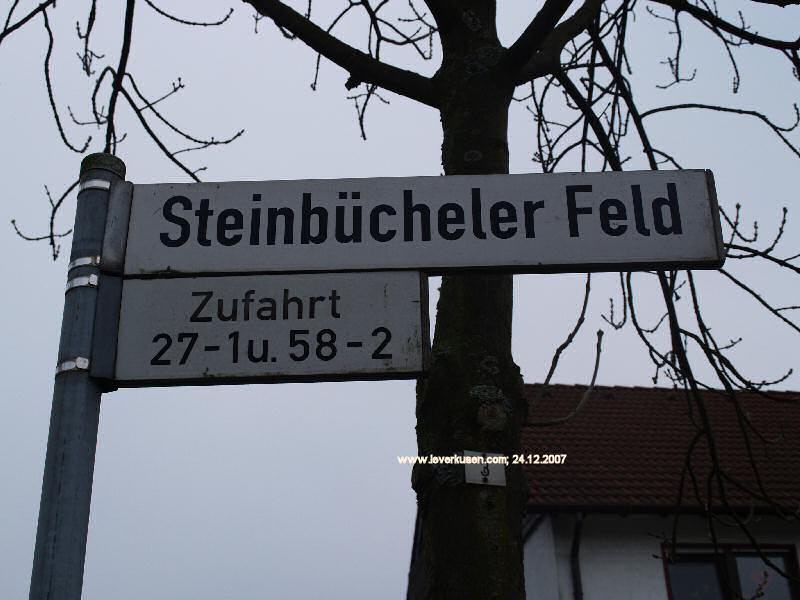 Steinbücheler Feld
Zufahrt
27-1u. 58-2
www.leverkusen.com; 24.12.2007